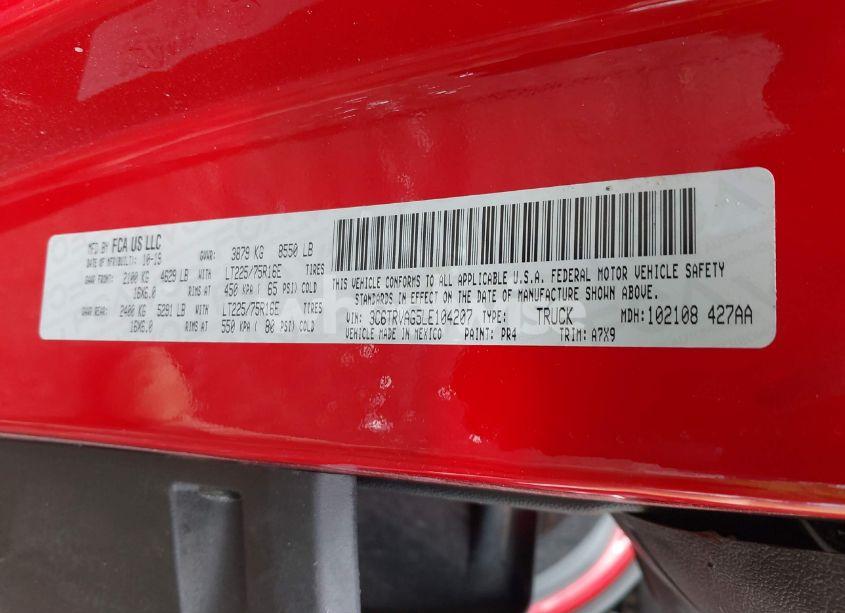 MFD BY FCA US LLC
DATE OF MFR(BUILT): 10-19 GVWR: 3878 KG 8550 LB
GAWR FRONT: 2100 KG 4629 LB WITH LT225/75R16E TIRES
16X6.0 RIMS AT 450 KPA ( 65 PSI) COLD
GAWR REAR: 2400 KG 5291 LB WITH LT225/75R16E TIRES
16X6.0 RIMS AT 550 KPA ( 80 PSI) COLD
THIS VEHICLE CONFORMS TO ALL APPLICABLE U.S.A. FEDERAL MOTOR VEHICLE SAFETY
STANDARDS IN EFFECT ON THE DATE OF MANUFACTURE SHOWN ABOVE.
VIN: 3C6TRVAG5LE104207 TYPE: TRUCK MDH:102108 427AA
VEHICLE MADE IN MEXICO PAINT: PR4 TRIM: A7X9